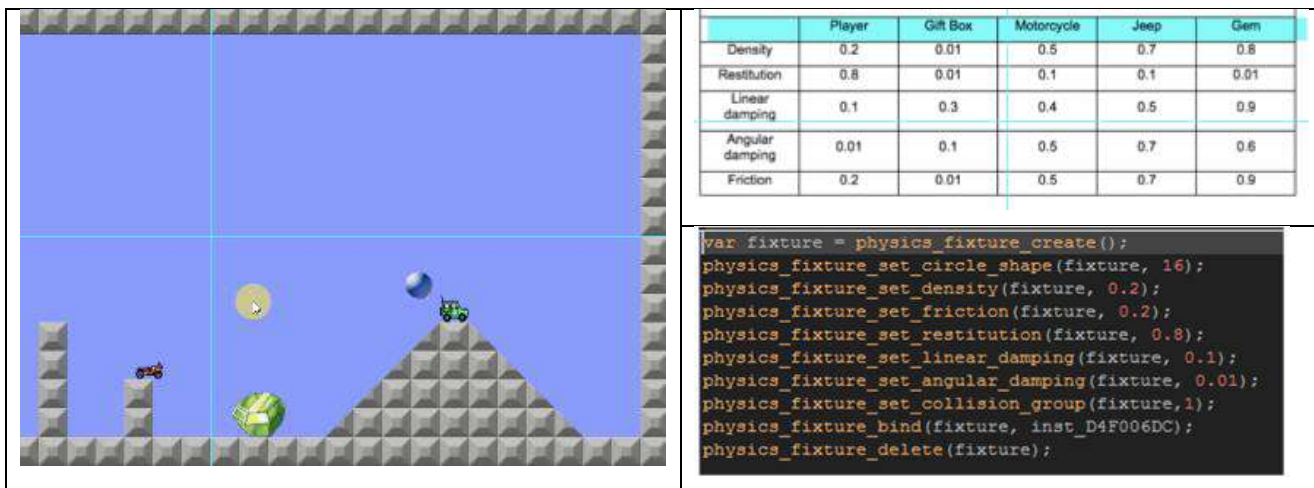 Player Gift Box Motorcycle Jeep Gem
Density 0.2 0.01 0.5 0.7 0.8
Restitution 0.8 0.01 0.1 0.1 0.01
Linear
damping 0.1 0.3 0.4 0.5 0.9
Angular
damping 0.01 0.1 0.5 0.7 0.6
Friction 0.2 0.01 0.5 0.7 0.9
var fixture = physics_fixture_create();
physics_fixture_set_circle_shape(fixture, 16);
physics_fixture_set_density(fixture, 0.2);
physics_fixture_set_friction(fixture, 0.2);
physics_fixture_set_restitution(fixture, 0.8);
physics_fixture_set_linear_damping(fixture, 0.1);
physics_fixture_set_angular_damping(fixture, 0.01);
physics_fixture_set_collision_group(fixture,1);
physics_fixture_bind(fixture, inst_D4F006DC);
physics_fixture_delete(fixture);